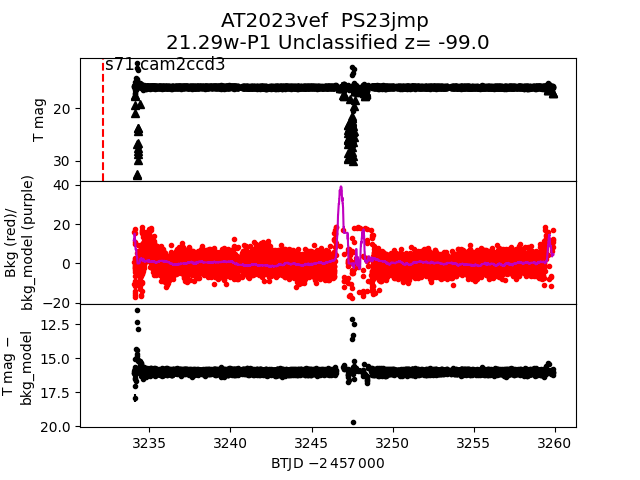 AT2023vef  PS23jmp
21.29w-P1 Unclassified z= -99.0
s71 cam2ccd3
T mag
20
30
Bkg (red)/
bkg_model (purple)
40
20
0
−20
T mag −
bkg_model
12.5
15.0
17.5
20.0
3235
3240
3245
3250
3255
3260
BTJD −2 457 000